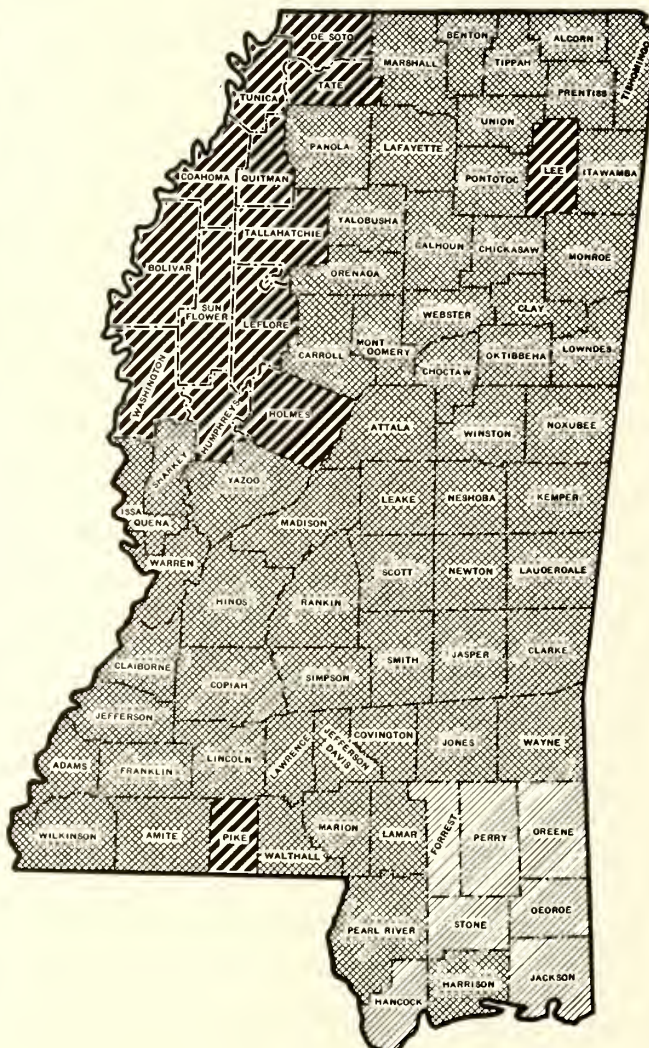 DE SOTO
BENTON
ALCORN
MARSHALL
TIPPAH
TISHOMINGO
TATE
PRENTISS
TUNICA
UNION
PANOLA
LAFAYETTE
LEE
ITAWAMBA
COAHOMA
QUITMAN
PONTOTOC
YALOBUSHA
TALLAHATCHIE
CALHOUN
CHICKASAW
MONROE
BOLIVAR
GRENADA
SUN
FLOWER
WEBSTER
CLAY
LEFLORE
MONT
GOMERY
CARROLL
OKTIBBEHA
LOWNDES
CHOCTAW
WASHINGTON
HOLMES
HUMPHREYS
ATTALA
WINSTON
NOXUBEE
SHARKEY
YAZOO
LEAKE
NESHOBA
KEMPER
ISSA
QUENA
MADISON
WARREN
SCOTT
NEWTON
LAUDERDALE
HINDS
RANKIN
CLAIBORNE
SIMPSON
SMITH
JASPER
CLARKE
COPIAH
JEFFERSON
LINCOLN
LAWRENCE
JEFFERSON
DAVIS
COVINGTON
JONES
WAYNE
ADAMS
FRANKLIN
WILKINSON
AMITE
PIKE
WALTHALL
MARION
LAMAR
FORREST
PERRY
GREENE
PEARL RIVER
STONE
GEORGE
HANCOCK
HARRISON
JACKSON